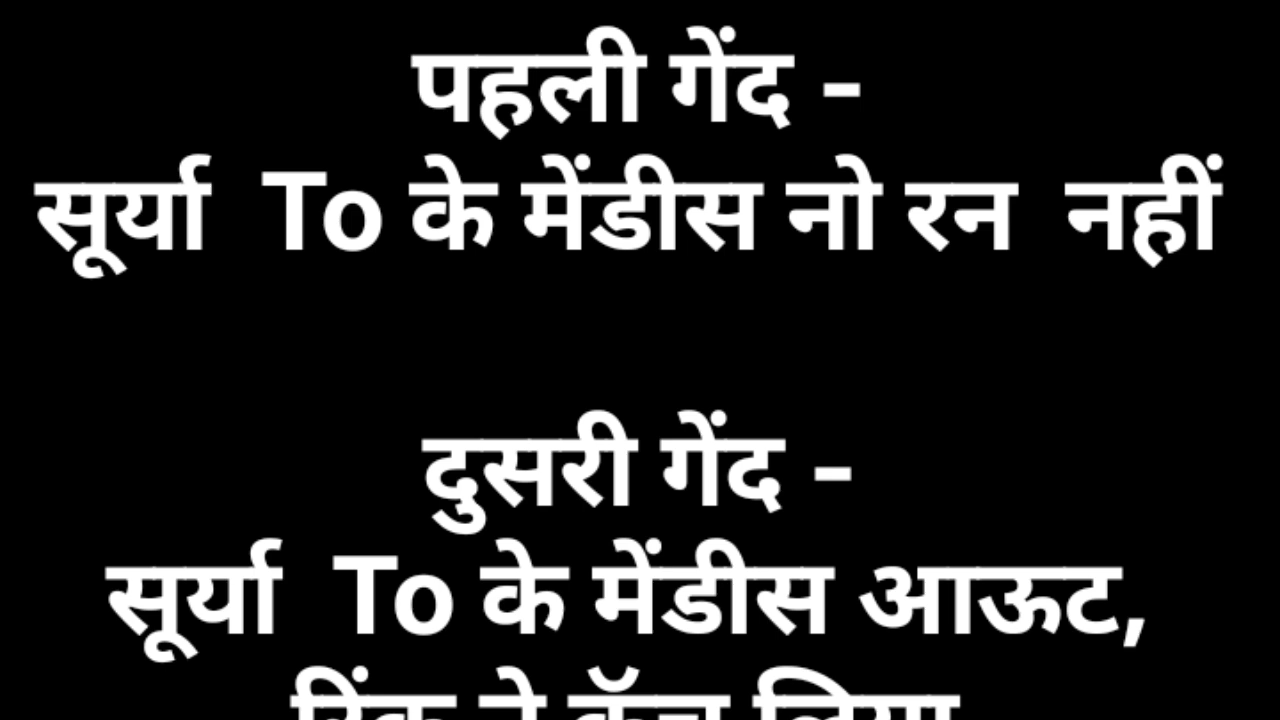 पहली गेंद -
सूर्या To के मेंडीस नो रन नहीं
दुसरी गेंद -
सूर्या To के मेंडीस आऊट,
ने कॅच लिया